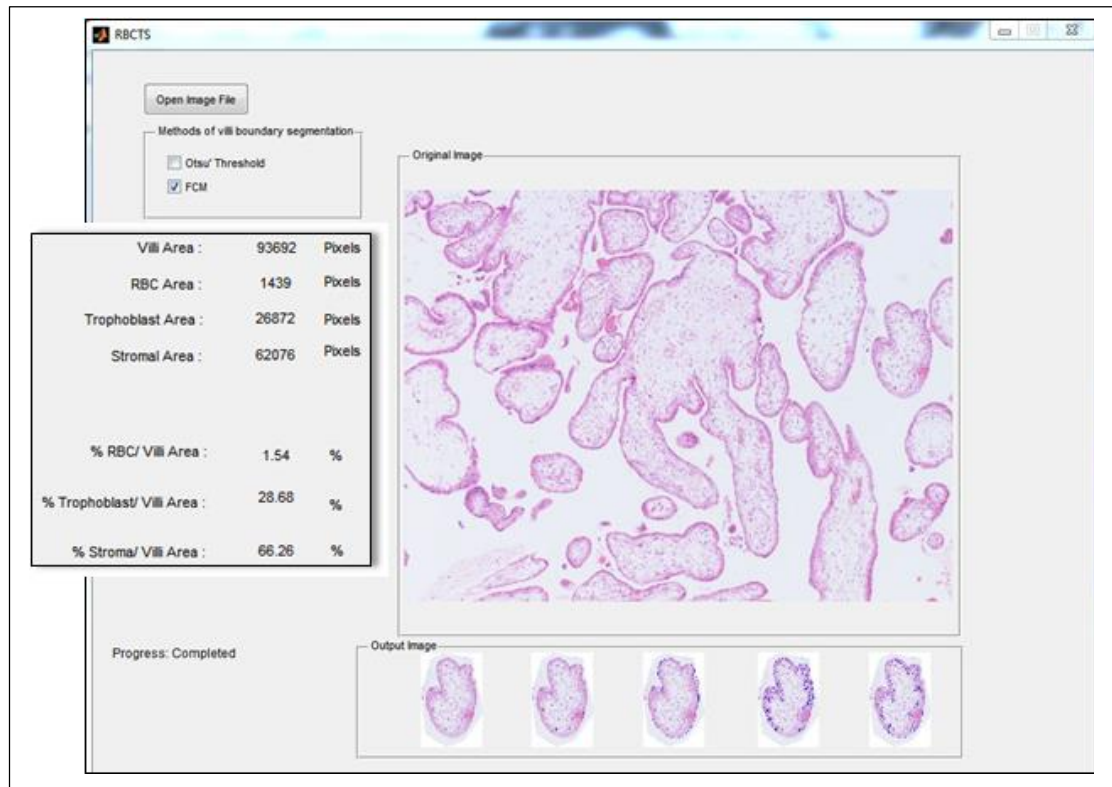 RBCTS
Open Image File
Methods of villi boundary segmentation
Otsu' Threshold
FCM
Original Image
Villi Area : 93692 Pixels
RBC Area : 1439 Pixels
Trophoblast Area : 26872 Pixels
Stromal Area : 62076 Pixels
% RBC/ Villi Area : 1.54 %
% Trophoblast/ Villi Area : 28.68 %
% Stroma/ Villi Area : 66.26 %
Progress: Completed
Output Image